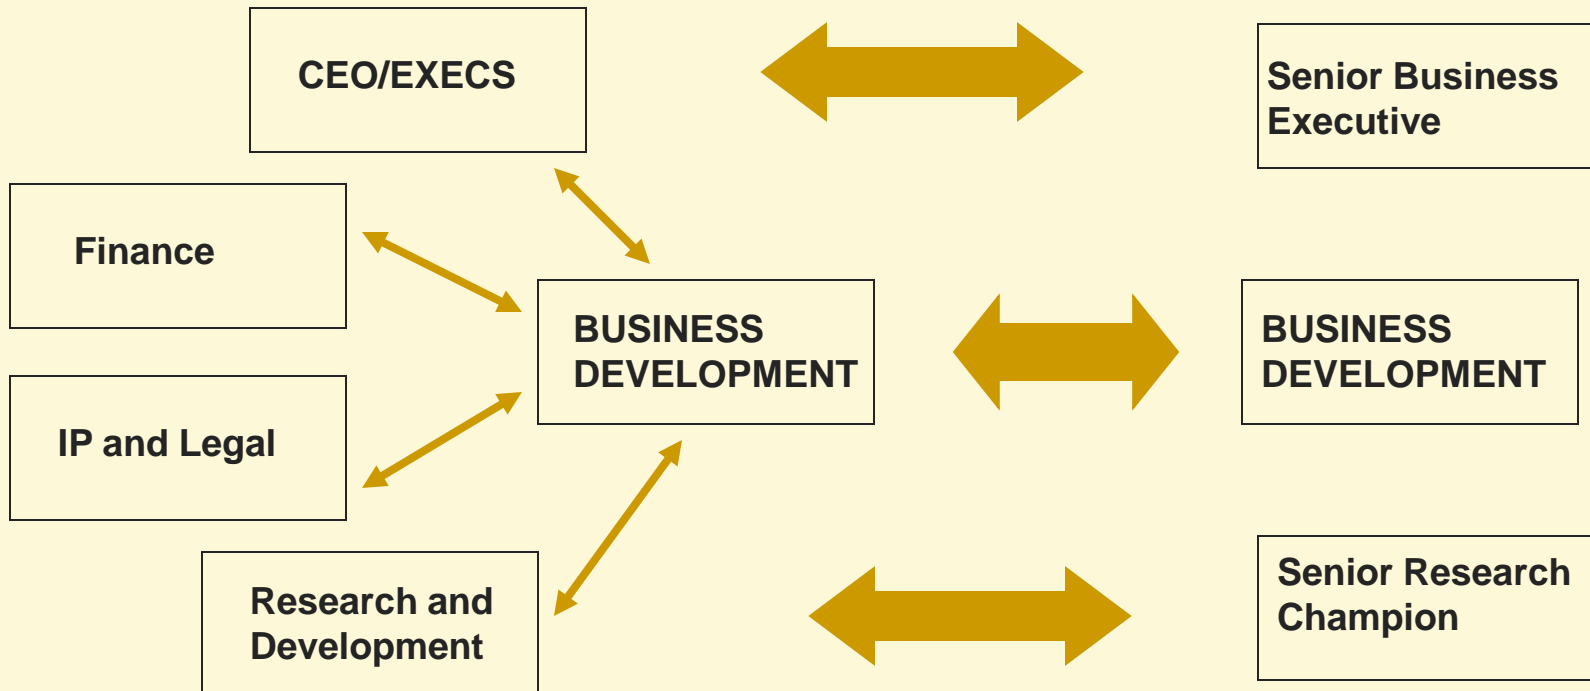 CEO/EXECS
Senior Business
Executive
Finance
BUSINESS
DEVELOPMENT
BUSINESS
DEVELOPMENT
IP and Legal
Research and
Development
Senior Research
Champion